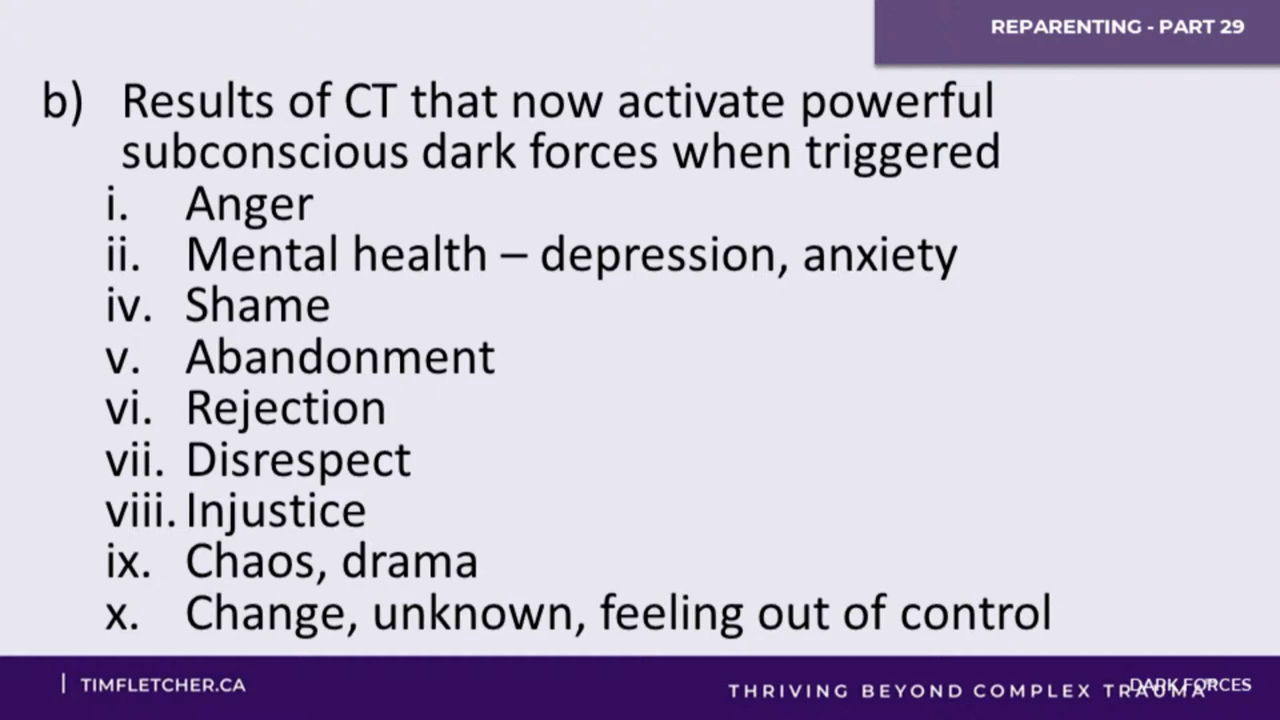 REPARENTING - PART 29
b) Results of CT that now activate powerful
subconscious dark forces when triggered
i. Anger
ii. Mental health – depression, anxiety
iv. Shame
v. Abandonment
vi. Rejection
vii. Disrespect
viii. Injustice
ix. Chaos, drama
x. Change, unknown, feeling out of control
| TIMFLETCHER.CA
THRIVING BEYOND COMPLEX TRAUMA
DARK FORCES